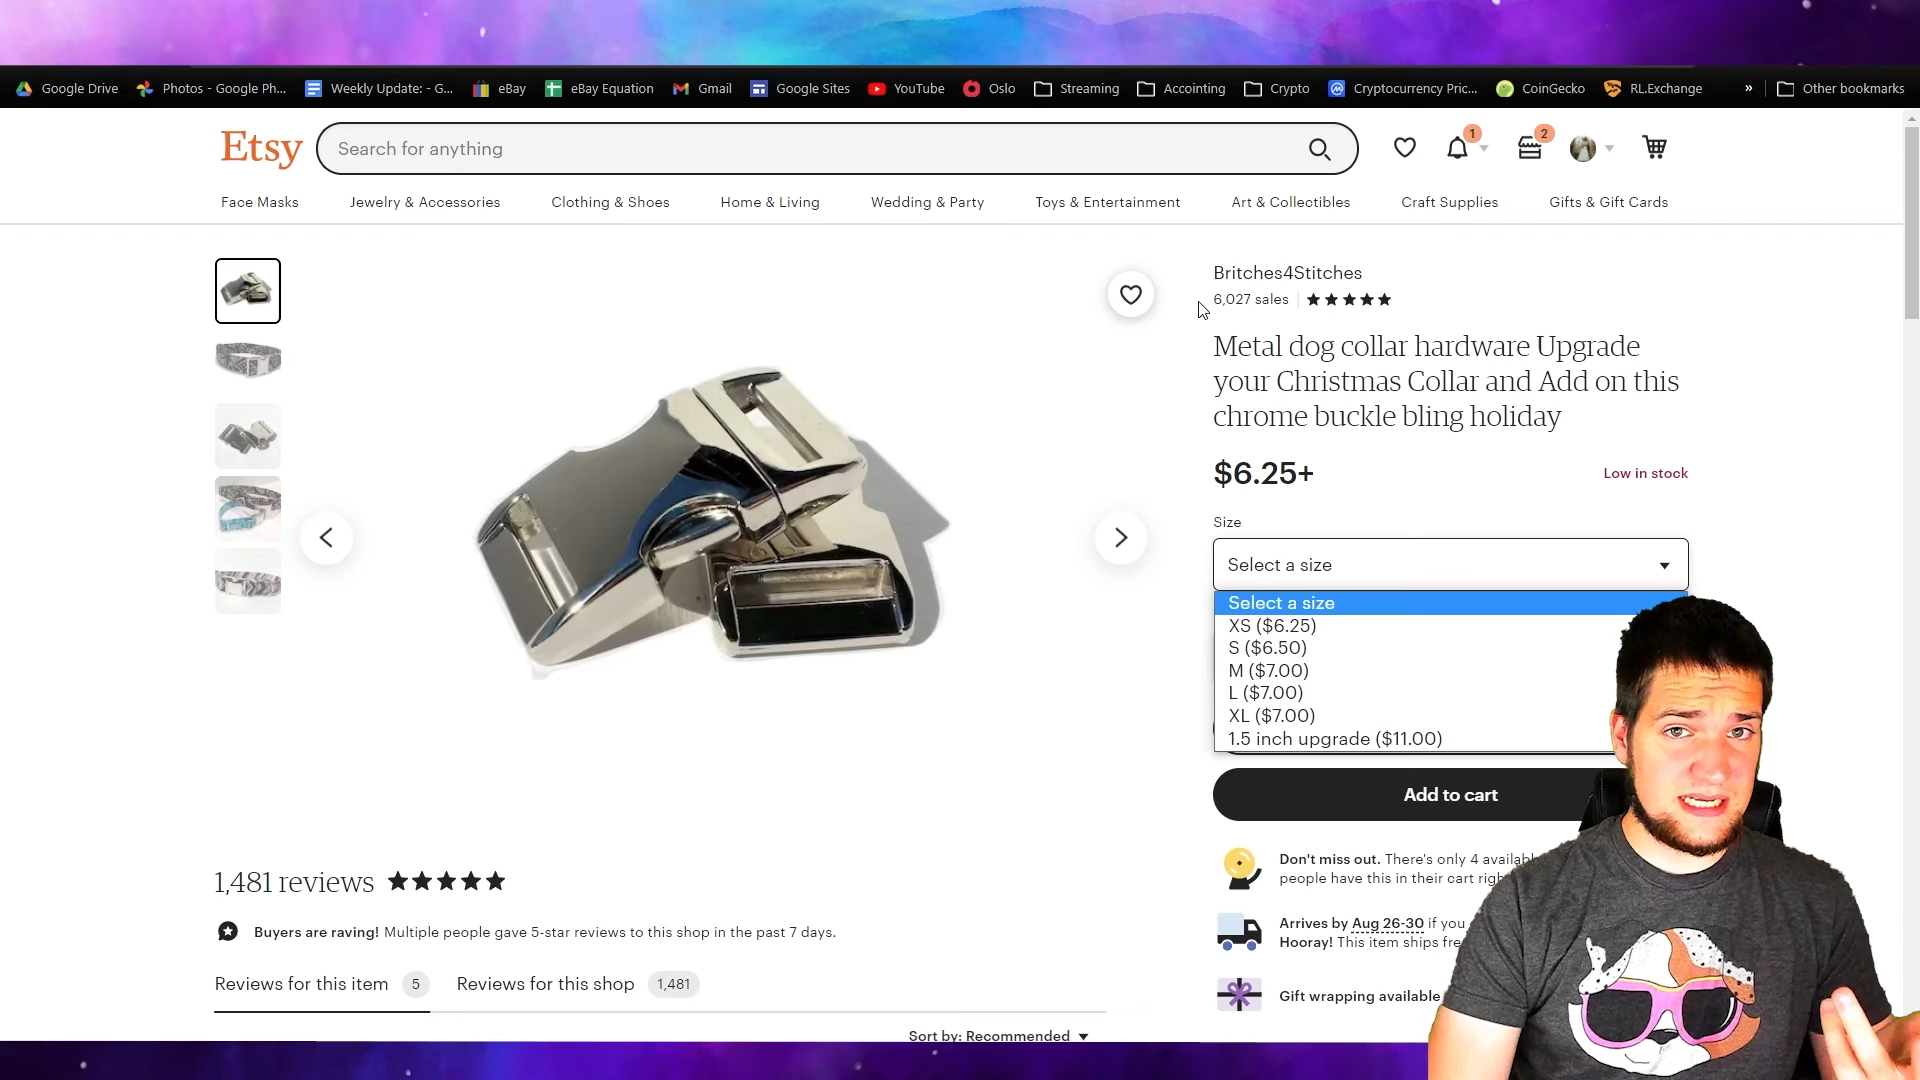 Google Drive
Photos - Google Ph...
Weekly Update: - G...
eBay
eBay Equation
Gmail
Google Sites
YouTube
Oslo
Streaming
Accointing
Crypto
Cryptocurrency Pric...
CoinGecko
RL.Exchange
»
Other bookmarks
Etsy
Search for anything
1
2
Face Masks
Jewelry & Accessories
Clothing & Shoes
Home & Living
Wedding & Party
Toys & Entertainment
Art & Collectibles
Craft Supplies
Gifts & Gift Cards
Britches4Stitches
6,027 sales
Metal dog collar hardware Upgrade
your Christmas Collar and Add on this
chrome buckle bling holiday
$6.25+
Low in stock
Size
Select a size
Select a size
XS ($6.25)
S ($6.50)
M ($7.00)
L ($7.00)
XL ($7.00)
1.5 inch upgrade ($11.00)
Add to cart
Don't miss out. There's only 4
people have this in their cart
Arrives by Aug 26-30 if you
Hooray! This item ships
Gift wrapping available
1,481 reviews
Buyers are raving! Multiple people gave 5-star reviews to this shop in the past 7 days.
Reviews for this item 5
Reviews for this shop 1,481
Sort by: Recommended